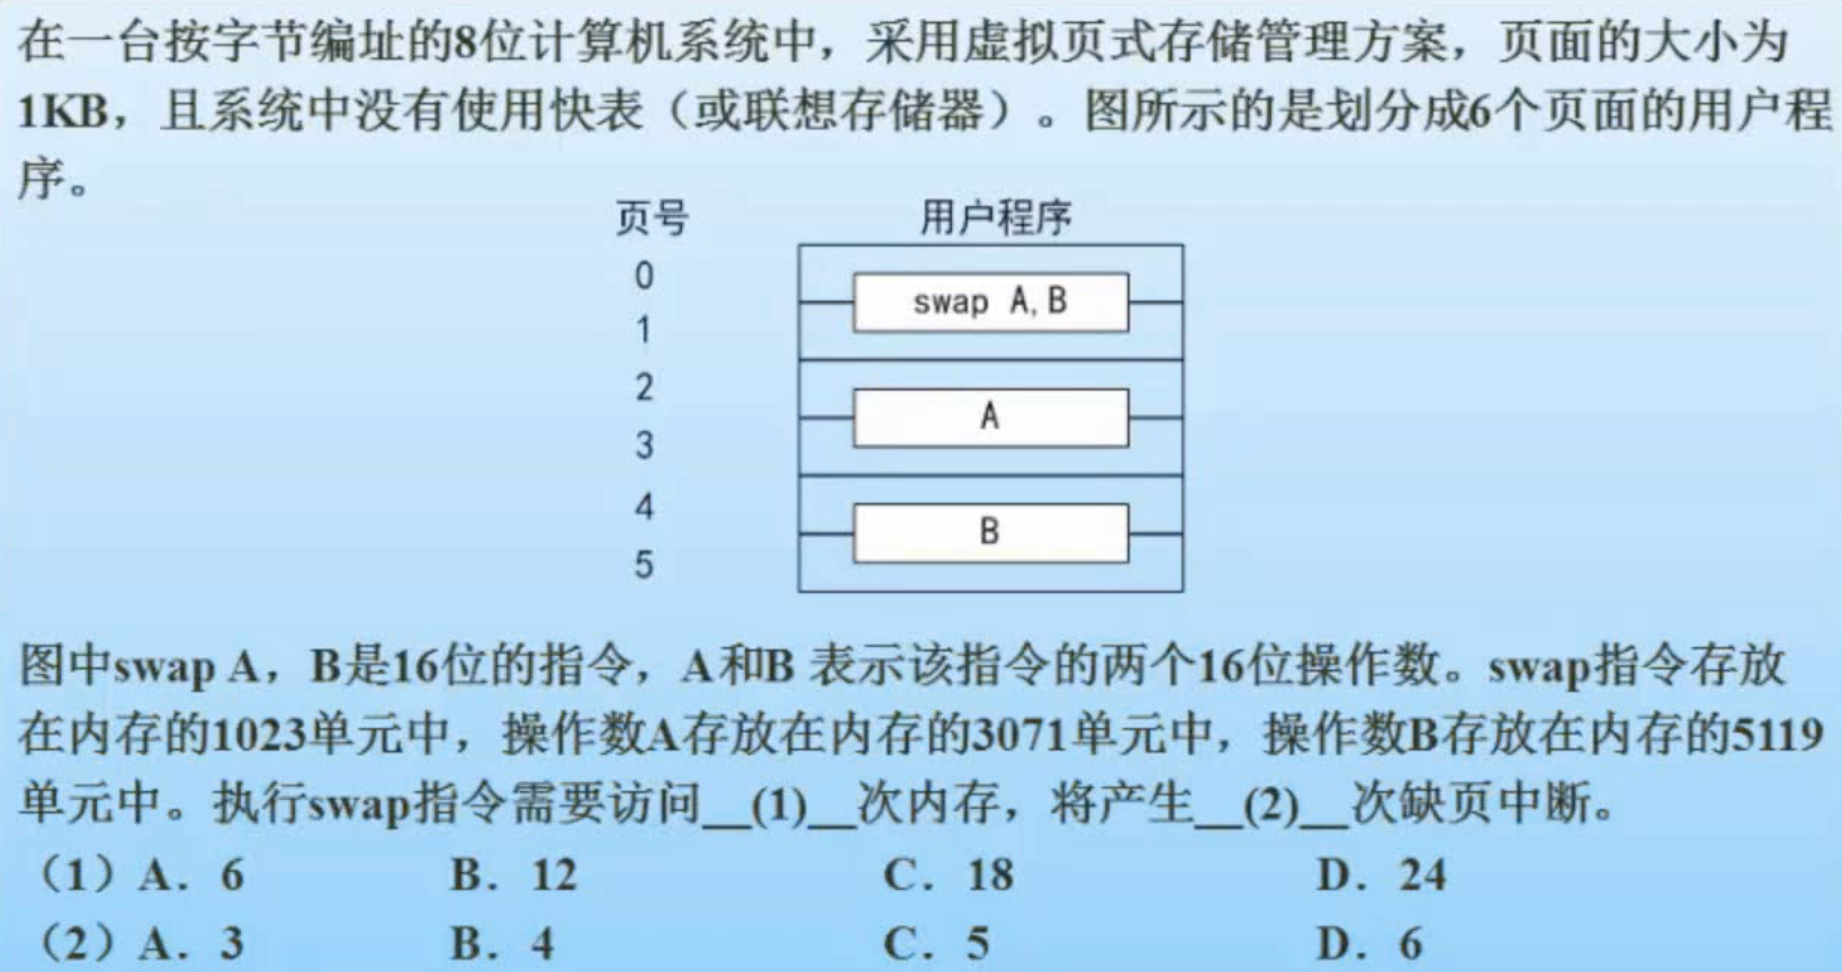 在一台按字节编址的8位计算机系统中，采用虚拟页式存储管理方案，页面的大小为
1KB，且系统中没有使用快表（或联想存储器）。图所示的是划分成6个页面的用户程
序。
页号 用户程序
0
swap A,B
1
2
A
3
4
B
5
图中swap A，B是16位的指令，A和B 表示该指令的两个16位操作数。swap指令存放
在内存的1023单元中，操作数A存放在内存的3071单元中，操作数B存放在内存的5119
单元中。执行swap指令需要访问__(1)__次内存，将产生__(2)__次缺页中断。
（1）A．6 B．12 C．18 D．24
（2）A．3 B．4 C．5 D．6